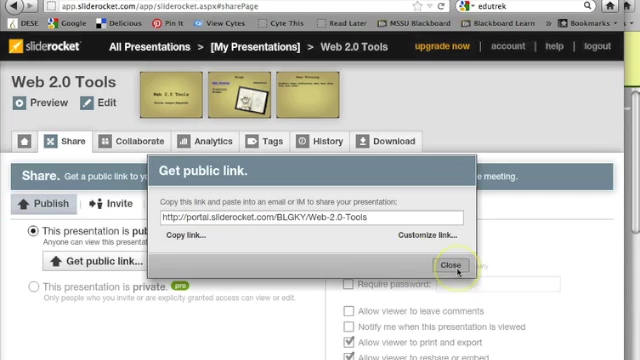 app.sliderocket.com/app/sliderocket.aspx#sharePage
Google DELSE Delicious Pin It View Cytes Cyte This Read Later MSSU Blackboard Blackboard Learn Bookmarks
edutrek
sliderocket All Presentations > [My Presentations] > Web 2.0 Tools upgrade now account help logout
Web 2.0 Tools
Preview Edit
Web 2.0 Tools
Share Collaborate Analytics Tags History Download
Share. Get a public link to yo
e meeting.
Publish Invite
This presentation is pub
Anyone can view this present
Get public link...
This presentation is private. pro
Only people who you invite or are explicitly granted access can view or edit.
Get public link.
Copy this link and paste into an email or IM to share your presentation:
http://portal.sliderocket.com/BLGKY/Web-2.0-Tools
Copy link... Customize link...
Close
Require password:
Allow viewer to leave comments
Notify me when this presentation is viewed
Allow viewer to print and export
Allow viewer to reshare or embed